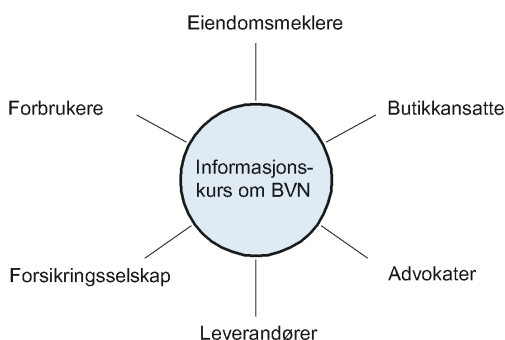 Eiendomsmeklere
Forbrukere
Butikkansatte
Informasjons-
kurs om BVN
Forsikringsselskap
Advokater
Leverandører